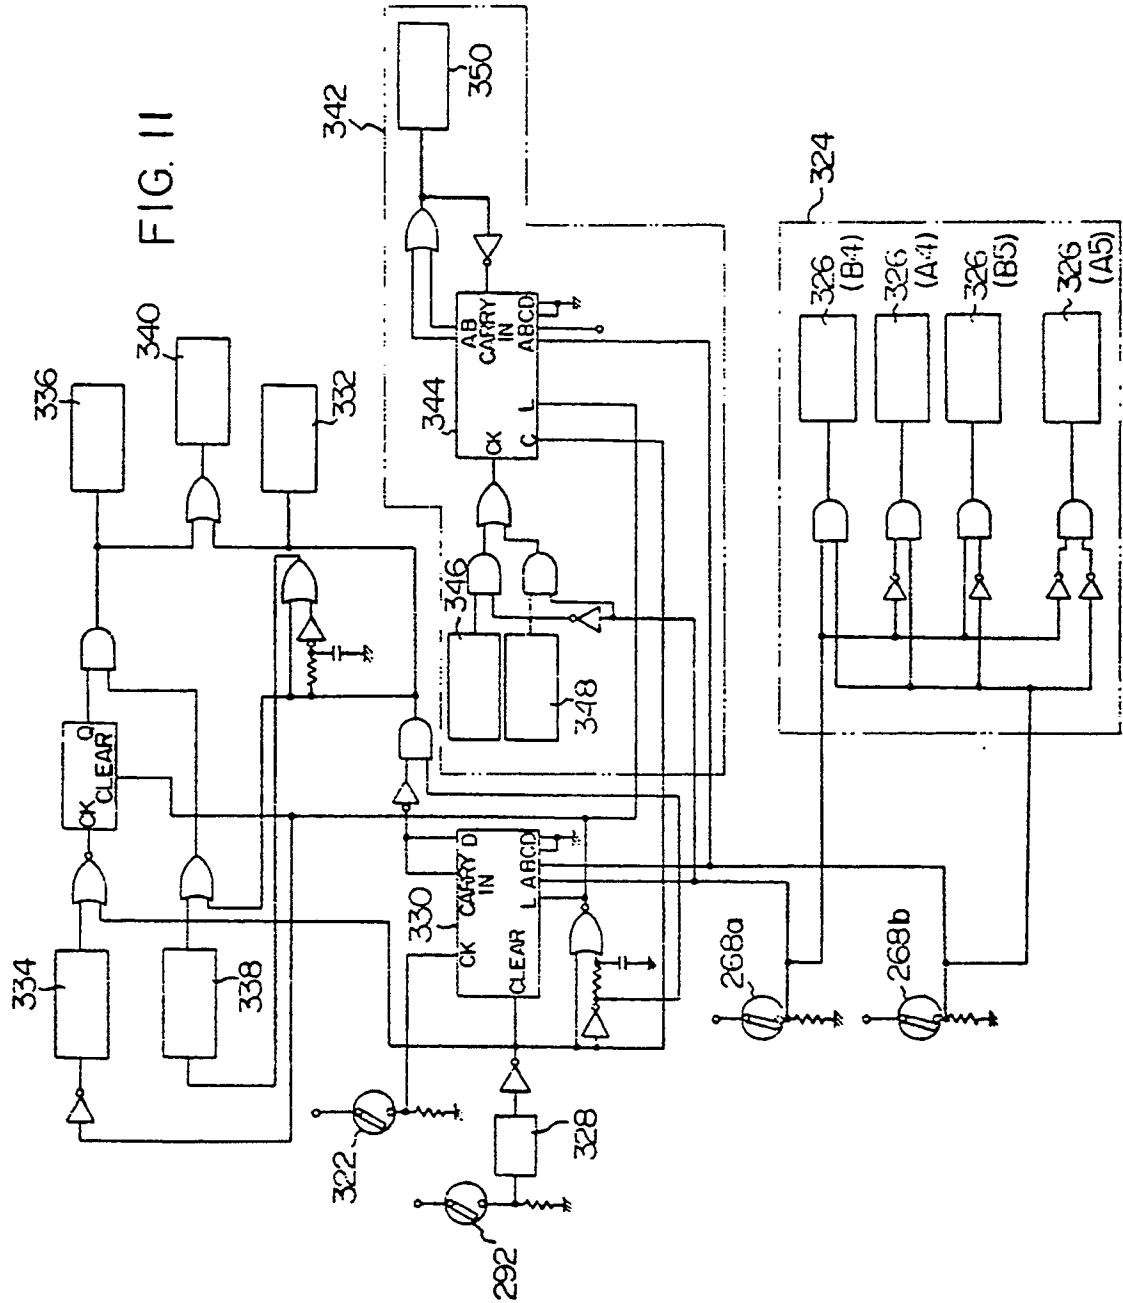 FIG. 11
336
340
332
342
350
334
CK
Q
CLEAR
338
344
CK
AB
CARRY
IN
ABCD
C
L
346
348
330
CK
CARRY
IN
D
CLEAR
L
ABCD
322
292
328
268a
268b
324
326
(B4)
326
(A4)
326
(B5)
326
(A5)